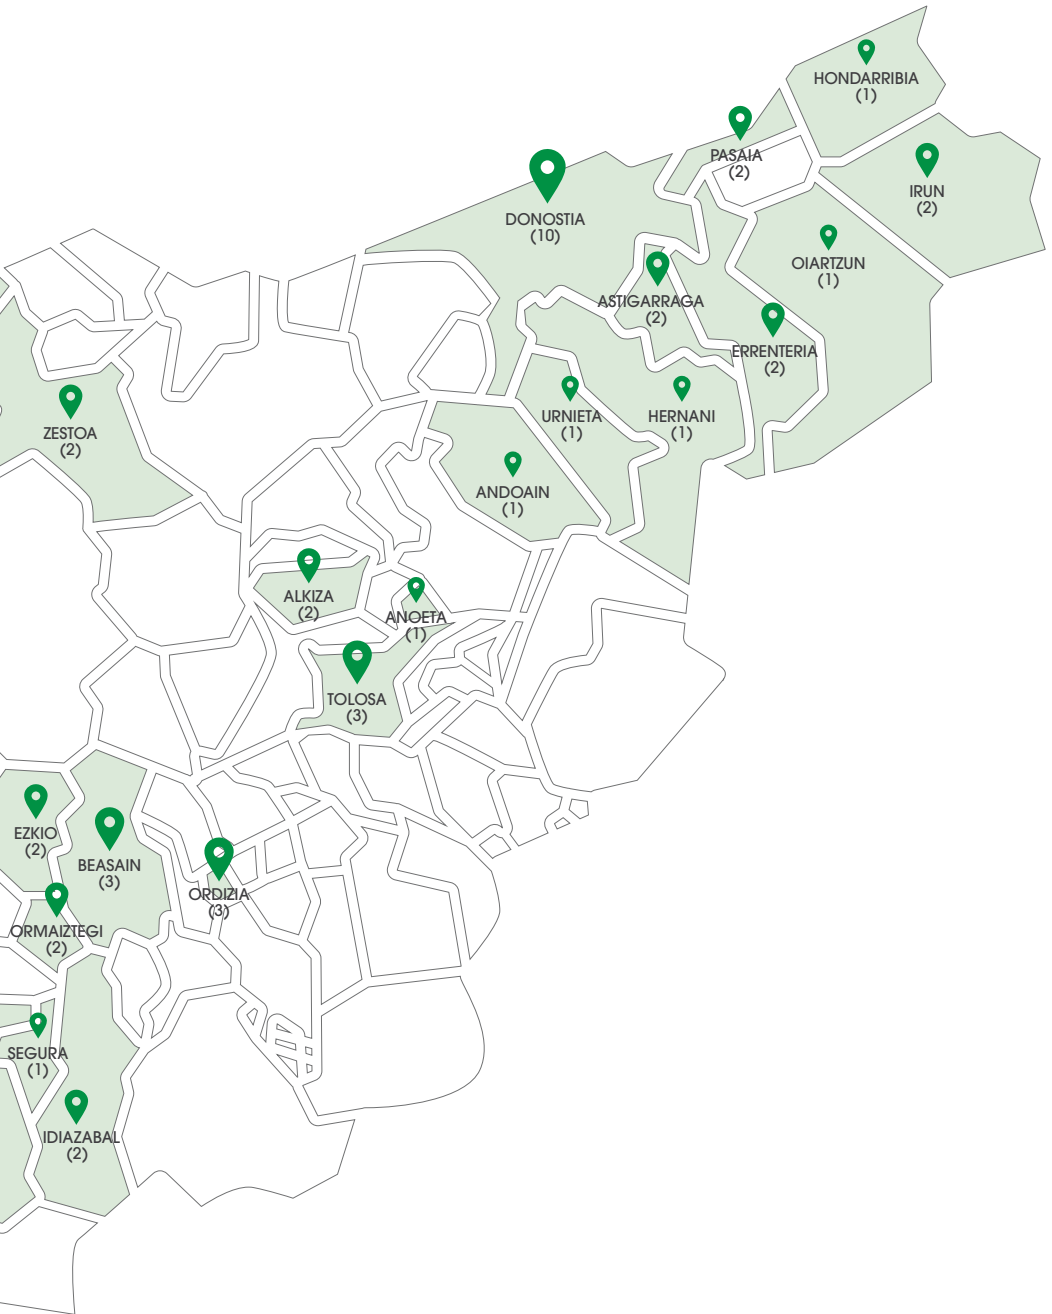 HONDARRIBIA
(1)
PASAIA
(2)
IRUN
(2)
DONOSTIA
(10)
OIARTZUN
(1)
ASTIGARRAGA
(2)
ERRENTERIA
(2)
URNIETA
(1)
HERNANI
(1)
ZESTOA
(2)
ANDOAIN
(1)
ALKIZA
(2)
ANOETA
(1)
TOLOSA
(3)
EZKIO
(2)
BEASAIN
(3)
ORDIZIA
(3)
ORMAIZTEGI
(2)
SEGURA
(1)
IDIAZABAL
(2)